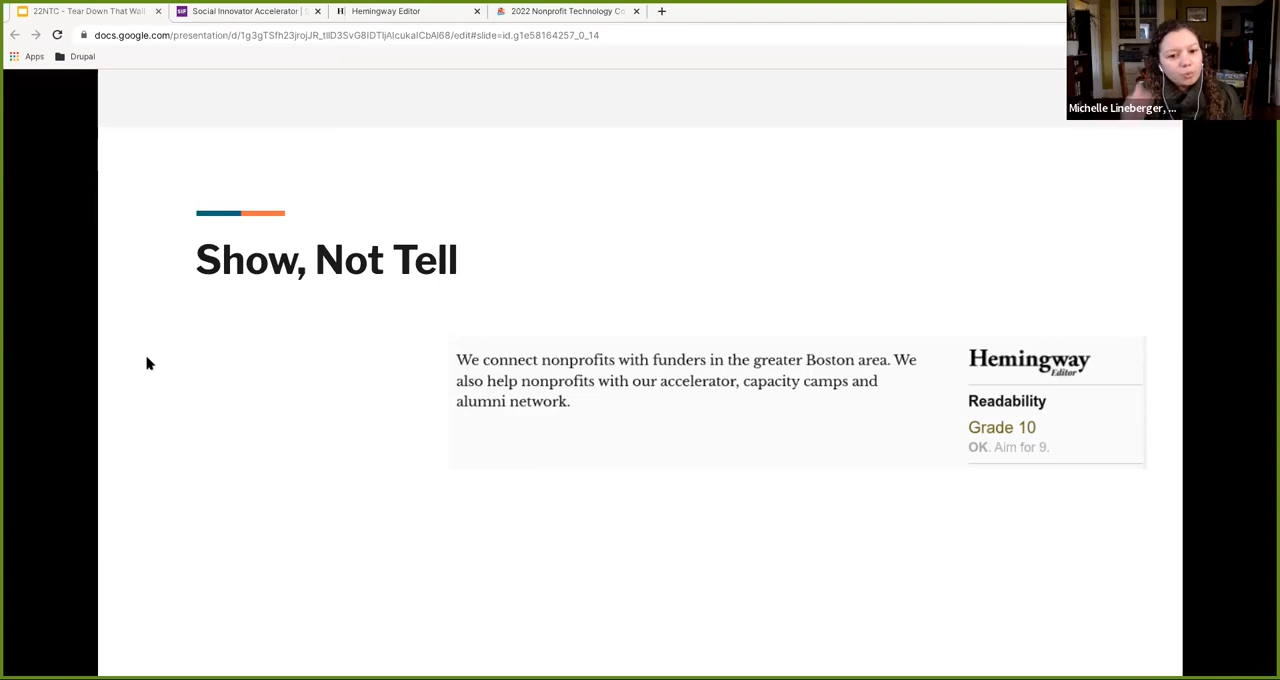 22NTC - Tear Down That Wall
Social Innovator Accelerator | S
H Hemingway Editor
2022 Nonprofit Technology Co
docs.google.com/presentation/d/1g3gTSfh23jrojJR_tIlD3SvG8IDTIjAIcukaICbAl68/edit#slide=id.g1e58164257_0_14
Apps
Drupal
Michelle Lineberger, ...
Show, Not Tell
We connect nonprofits with funders in the greater Boston area. We
also help nonprofits with our accelerator, capacity camps and
alumni network.
Hemingway
Editor
Readability
Grade 10
OK. Aim for 9.